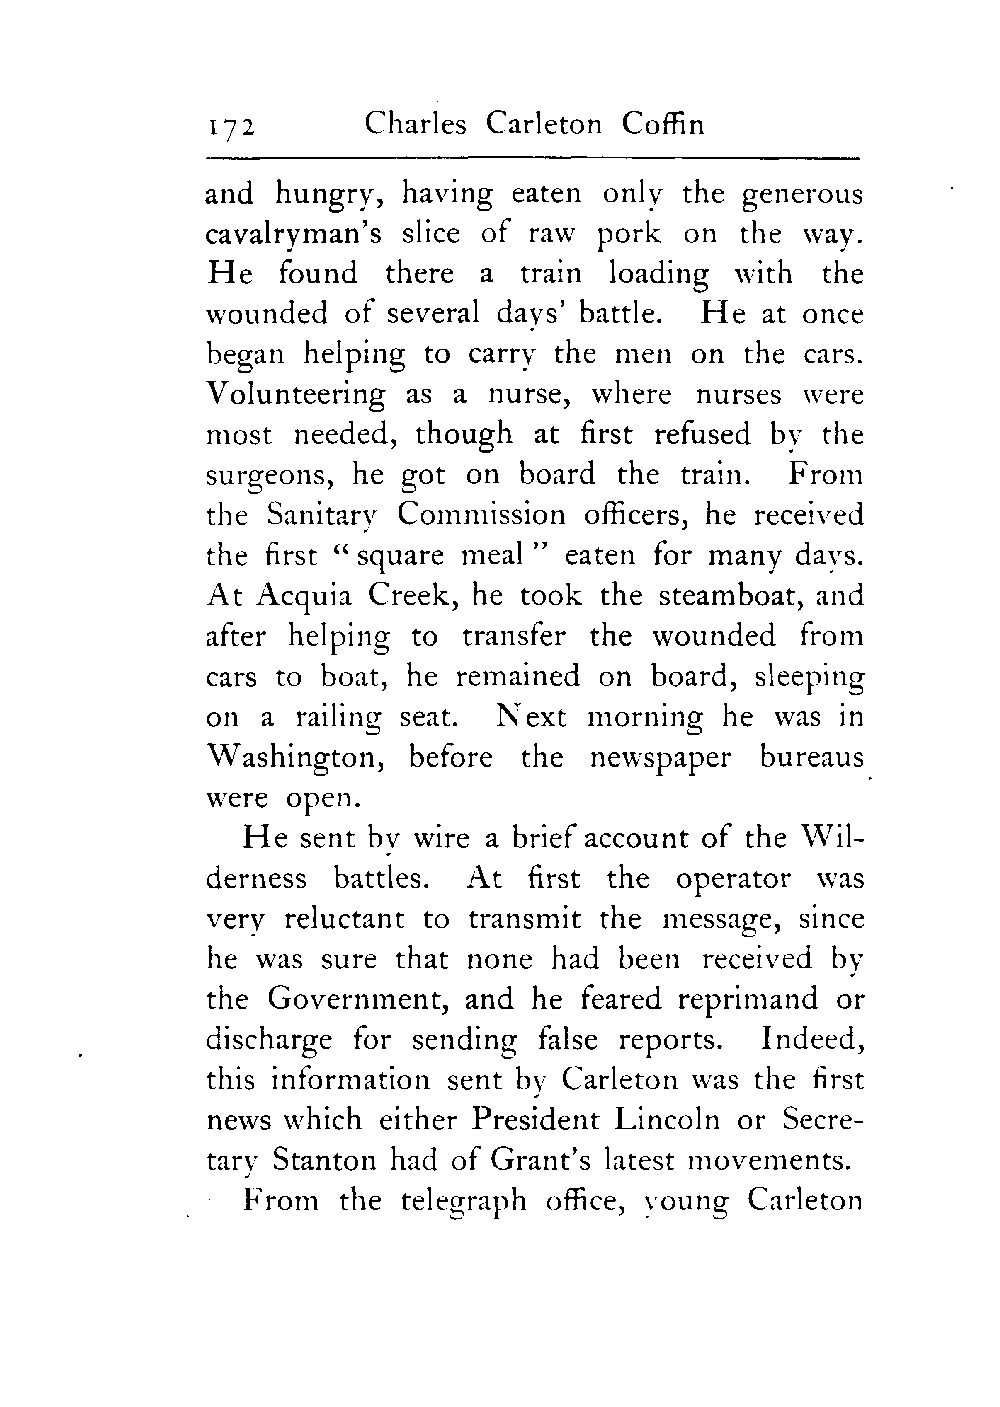 172 Charles Carleton Coffin
and hungry, having eaten only the generous
cavalryman's slice of raw pork on the way.
He found there a train loading with the
wounded of several days' battle. He at once
began helping to carry the men on the cars.
Volunteering as a nurse, where nurses were
most needed, though at first refused by the
surgeons, he got on board the train. From
the Sanitary Commission officers, he received
the first “square meal” eaten for many days.
At Acquia Creek, he took the steamboat, and
after helping to transfer the wounded from
cars to boat, he remained on board, sleeping
on a railing seat. Next morning he was in
Washington, before the newspaper bureaus
were open.
He sent by wire a brief account of the Wil-
derness battles. At first the operator was
very reluctant to transmit the message, since
he was sure that none had been received by
the Government, and he feared reprimand or
discharge for sending false reports. Indeed,
this information sent by Carleton was the first
news which either President Lincoln or Secre-
tary Stanton had of Grant's latest movements.
From the telegraph office, young Carleton